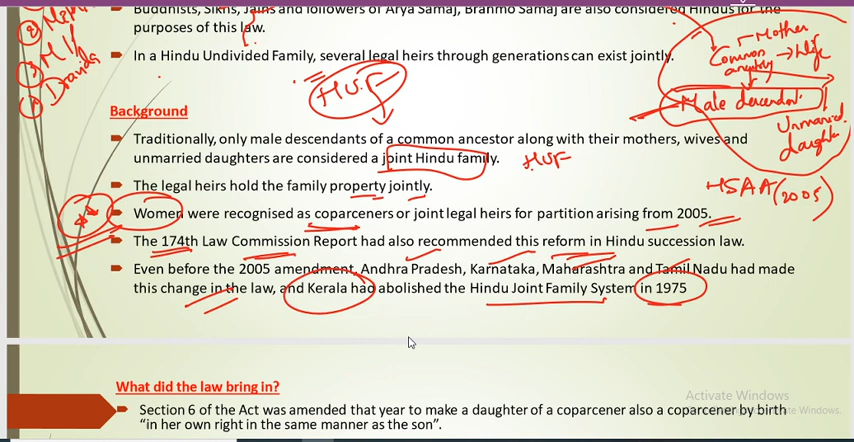 Buddhists, Sikhs, Jains and followers of Arya Samaj, Brahmo Samaj are also considered Hindus for the
purposes of this law.
In a Hindu Undivided Family, several legal heirs through generations can exist jointly.
Mother
Common ancestry → wife
Male descendant
Unmarried daughter
H.U.F
Dravida
Background
Traditionally, only male descendants of a common ancestor along with their mothers, wives and
unmarried daughters are considered a joint Hindu family.
HUF
The legal heirs hold the family property jointly.
HSAA (2005)
Women were recognised as coparceners or joint legal heirs for partition arising from 2005.
The 174th Law Commission Report had also recommended this reform in Hindu succession law.
Even before the 2005 amendment, Andhra Pradesh, Karnataka, Maharashtra and Tamil Nadu had made
this change in the law, and Kerala had abolished the Hindu Joint Family System in 1975
What did the law bring in?
Section 6 of the Act was amended that year to make a daughter of a coparcener also a coparcener by birth
“in her own right in the same manner as the son”.
Activate Windows